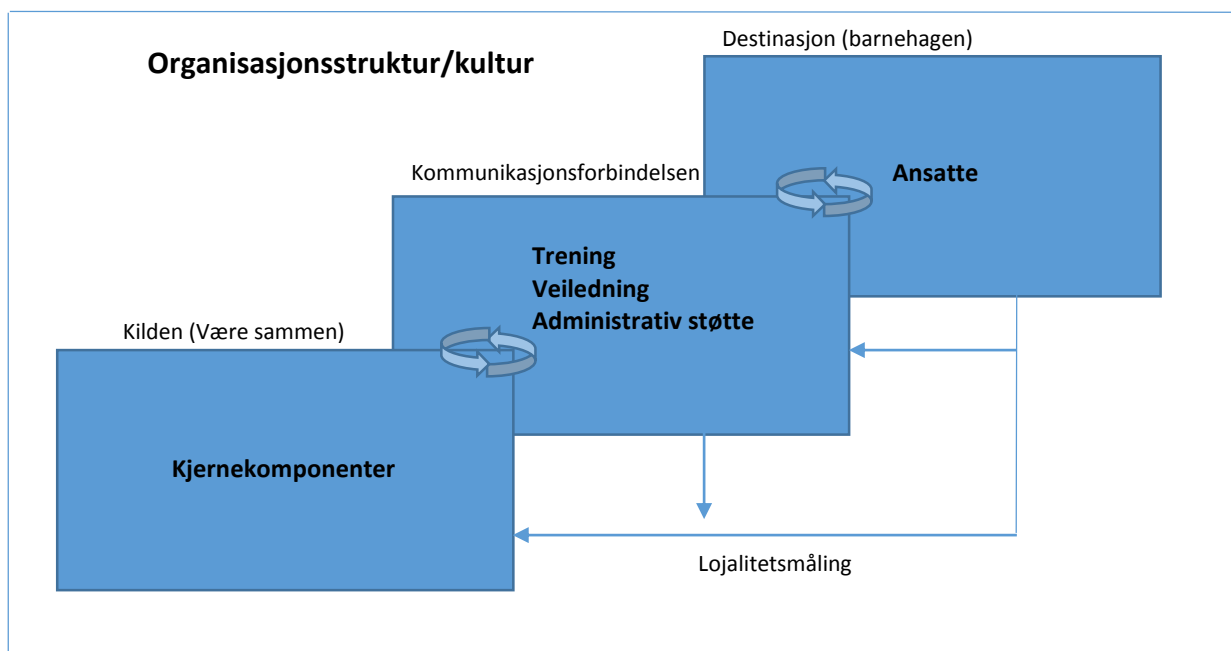 Organisasjonsstruktur/kultur
Destinasjon (barnehagen)
Ansatte
Kommunikasjonsforbindelsen
Trening
Veiledning
Administrativ støtte
Kilden (Være sammen)
Kjernekomponenter
Lojalitetsmåling